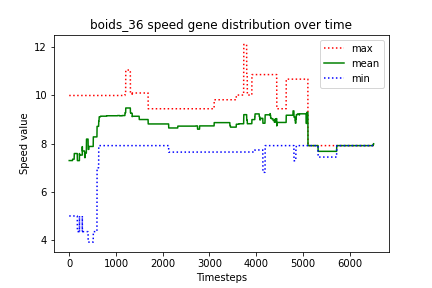 boids_36 speed gene distribution over time
12
10
8
6
4
Speed value
max
mean
min
0
1000
2000
3000
4000
5000
6000
Timesteps